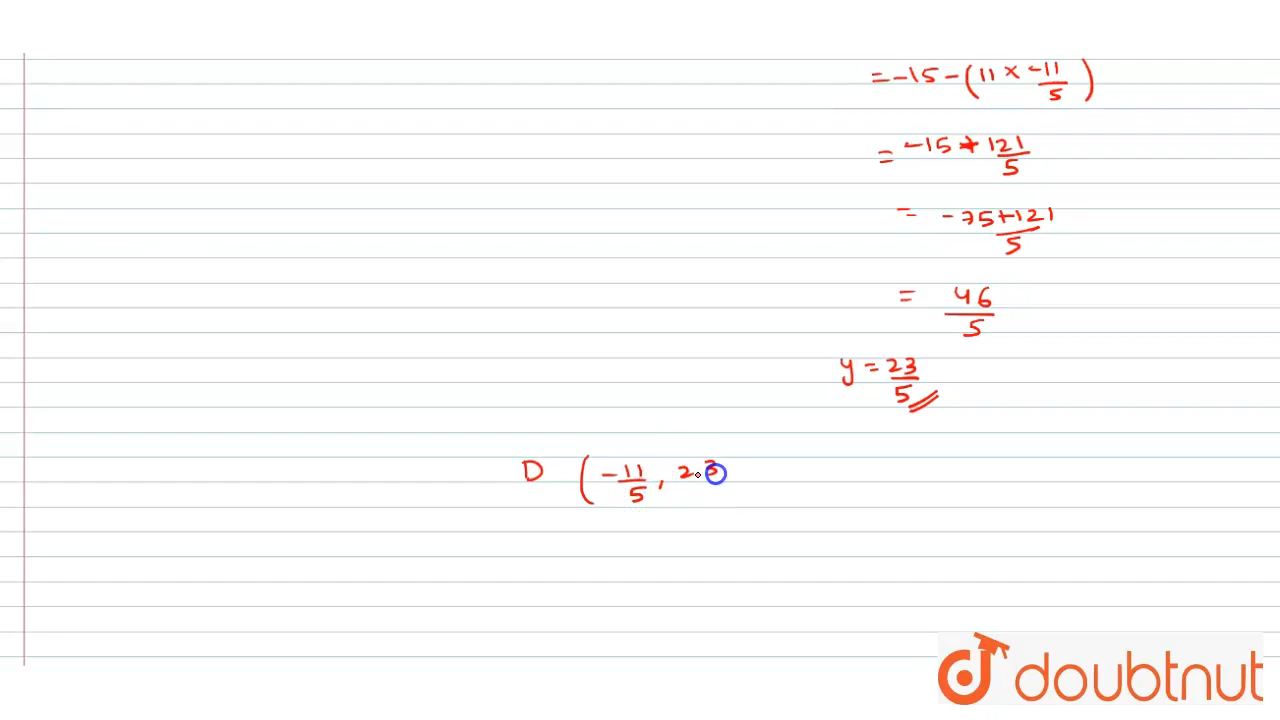 = -15 - (11 × -11/5)
= -15 + 121/5
= -75+121/5
= 46/5
y = 23/5
D (-11/5, 23
doubtnut